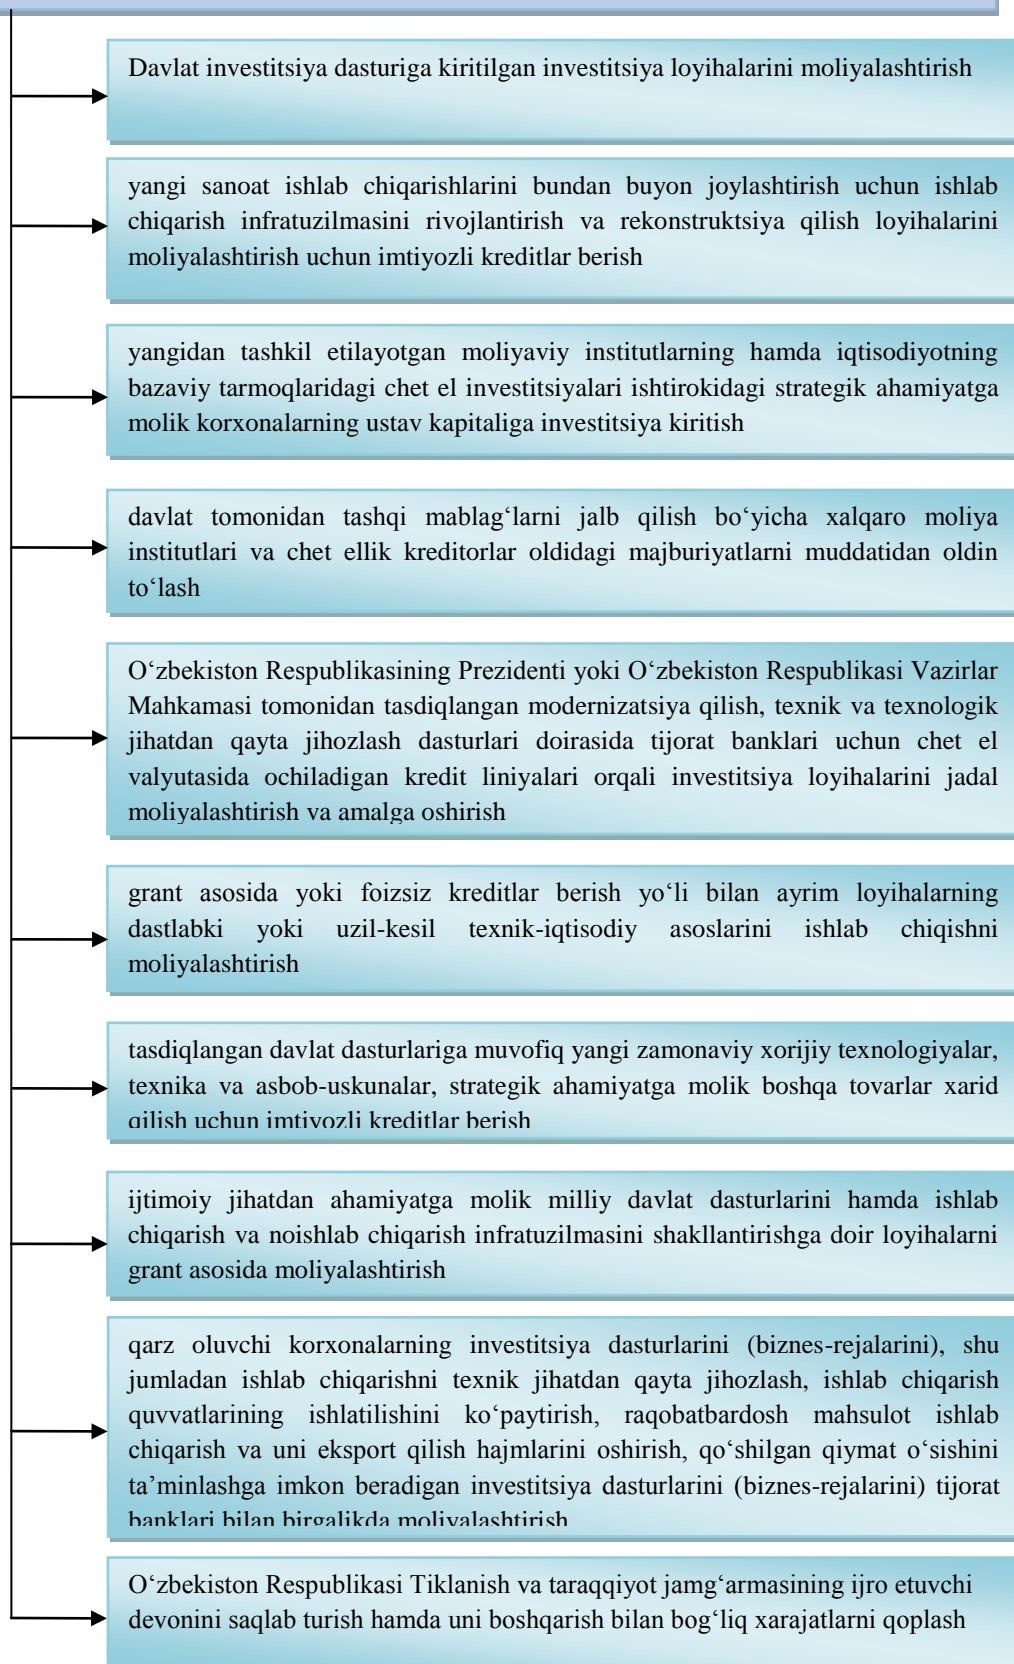 Davlat investitsiya dasturiga kiritilgan investitsiya loyihalarini moliyalashtirish
yangi sanoat ishlab chiqarishlarini bundan buyon joylashtirish uchun ishlab
chiqarish infratuzilmasini rivojlantirish va rekonstruktsiya qilish loyihalarini
moliyalashtirish uchun imtiyozli kreditlar berish
yangidan tashkil etilayotgan moliyaviy institutlarning hamda iqtisodiyotning
bazaviy tarmoqlaridagi chet el investitsiyalari ishtirokidagi strategik ahamiyatga
molik korxonalarning ustav kapitaliga investitsiya kiritish
davlat tomonidan tashqi mablag‘larni jalb qilish bo‘yicha xalqaro moliya
institutlari va chet ellik kreditorlar oldidagi majburiyatlarni muddatidan oldin
to‘lash
O‘zbekiston Respublikasining Prezidenti yoki O‘zbekiston Respublikasi Vazirlar
Mahkamasi tomonidan tasdiqlangan modernizatsiya qilish, texnik va texnologik
jihatdan qayta jihozlash dasturlari doirasida tijorat banklari uchun chet el
valyutasida ochiladigan kredit liniyalari orqali investitsiya loyihalarini jadal
moliyalashtirish va amalga oshirish
grant asosida yoki foizsiz kreditlar berish yo‘li bilan ayrim loyihalarning
dastlabki yoki uzil-kesil texnik-iqtisodiy asoslarini ishlab chiqishni
moliyalashtirish
tasdiqlangan davlat dasturlariga muvofiq yangi zamonaviy xorijiy texnologiyalar,
texnika va asbob-uskunalar, strategik ahamiyatga molik boshqa tovarlar xarid
qilish uchun imtiyozli kreditlar berish
ijtimoiy jihatdan ahamiyatga molik milliy davlat dasturlarini hamda ishlab
chiqarish va noishlab chiqarish infratuzilmasini shakllantirishga doir loyihalarni
grant asosida moliyalashtirish
qarz oluvchi korxonalarning investitsiya dasturlarini (biznes-rejalarini), shu
jumladan ishlab chiqarishni texnik jihatdan qayta jihozlash, ishlab chiqarish
quvvatlarining ishlatilishini ko‘paytirish, raqobatbardosh mahsulot ishlab
chiqarish va uni eksport qilish hajmlarini oshirish, qo‘shilgan qiymat o‘sishini
ta’minlashga imkon beradigan investitsiya dasturlarini (biznes-rejalarini) tijorat
banklari bilan birgalikda moliyalashtirish
O‘zbekiston Respublikasi Tiklanish va taraqqiyot jamg‘armasining ijro etuvchi
devonini saqlab turish hamda uni boshqarish bilan bog‘liq xarajatlarni qoplash